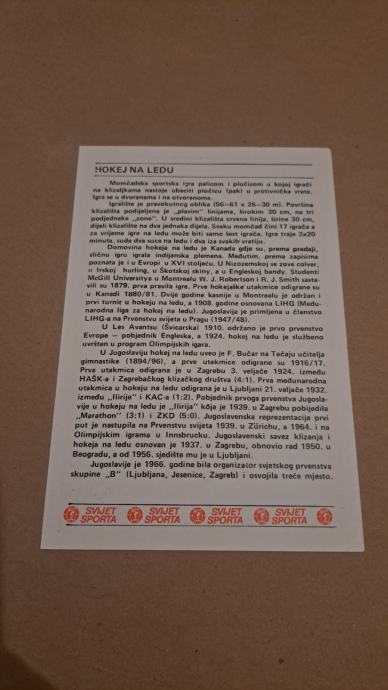 HOKEJ NA LEDU
Momčadska sportska igra palicom i pločicom u kojoj igrači
na klizaljkama nastoje ubaciti pločicu (pak) u protivnička vrata.
Igra se u dvoranama i na otvorenome.
Igralište je pravokutnog oblika (56—61 x 26—30 m). Površina
klizališta podijeljena je „plavim" linijama, širokim 30 cm, na tri
podjednake „zone". U sredini klizališta crvena linija, širine 30 cm,
dijeli klizalište na dva jednaka dijela. Svaku momčad čini 17 igrača a
za vrijeme igre na ledu može biti samo šest igrača. Igra traje 3x20
minuta, sude dva suca na ledu i dva iza svakih vratiju.
Domovina hokeja na ledu je Kanada gdje su, prema predaji,
sličnu igru igrala indijanska plemena. Međutim, prema zapisima
poznata je i u Evropi u XVI stoljeću. U Nizozemskoj se zove colver,
u Irskoj hurling, u Škotskoj skiny, a u Engleskoj bandy. Studenti
McGill Universitya u Montrealu W. J. Robertson i R. J. Smith sasta-
vili su 1879. prva pravila igre. Prve hokejaške utakmice odigrane su
u Kanadi 1880/81. Dvije godine kasnije u Montrealu je održan i
prvi turnir u hokeju na ledu, a 1908. godine osnovana LIHG (Među-
narodna liga za hokej na ledu). Jugoslavija je primljena u članstvo
LIHG-a na Prvenstvu svijeta u Pragu (1947/48).
U Les Avantsu (Švicarska) 1910. održano je prvo prvenstvo
Evrope — pobjednik Engleska, a 1924. hokej na ledu je službeno
uvršten u program Olimpijskih igara.
U Jugoslaviju hokej na ledu uveo je F. Bučar na Tečaju učitelja
gimnastike (1894/96), a prve utakmice odigrane su 1916/17.
Prva utakmica odigrana je u Zagrebu 3. veljače 1924. između
HAŠK-a i Zagrebačkog klizačkog društva (4:1). Prva međunarodna
utakmica u hokeju na ledu odigrana je u Ljubljani 21. veljače 1932.
između „Ilirije" i KAC-a (1:2). Pobjednik prvoga prvenstva Jugosla-
vije u hokeju na ledu je „Ilirija" koja je 1939. u Zagrebu pobijedila
„Marathon" (3:1) i ZKD (5:0). Jugoslavenska reprezentacija prvi
put je nastupila na Prvenstvu svijeta 1939. u Zürichu, a 1964. i na
Olimpijskim igrama u Innsbrucku. Jugoslavenski savez klizanja i
hokeja na ledu osnovan je 1937. u Zagrebu, obnovio rad 1950. u
Beogradu, a od 1956. sjedište mu je u Ljubljani.
Jugoslavije je 1966. godine bila organizator svjetskog prvenstva
skupine „B" (Ljubljana, Jesenice, Zagreb) i osvojila treće mjesto.
SVIJET SPORTA SVIJET SPORTA SVIJET SPORTA SVIJET SPORTA